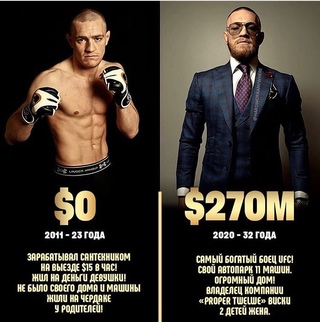 UNDER ARMOUR
$0
2011 - 23 ГОДА
ЗАРАБАТЫВАЛ САНТЕХНИКОМ
НА ВЫЕЗДЕ $15 В ЧАС!
ЖИЛ НА ДЕНЬГИ ДЕВУШКИ!
НЕ БЫЛО СВОЕГО ДОМА И МАШИНЫ
ЖИЛИ НА ЧЕРДАКЕ
У РОДИТЕЛЕЙ!
$270M
2020 - 32 ГОДА
САМЫЙ БОГАТЫЙ БОЕЦ UFC!
СВОЙ АВТОПАРК 11 МАШИН.
ОГРОМНЫЙ ДОМ!
ВЛАДЕЛЕЦ КОМПАНИИ
«PROPER TWELWE» ВИСКИ
2 ДЕТЕЙ ЖЕНА.